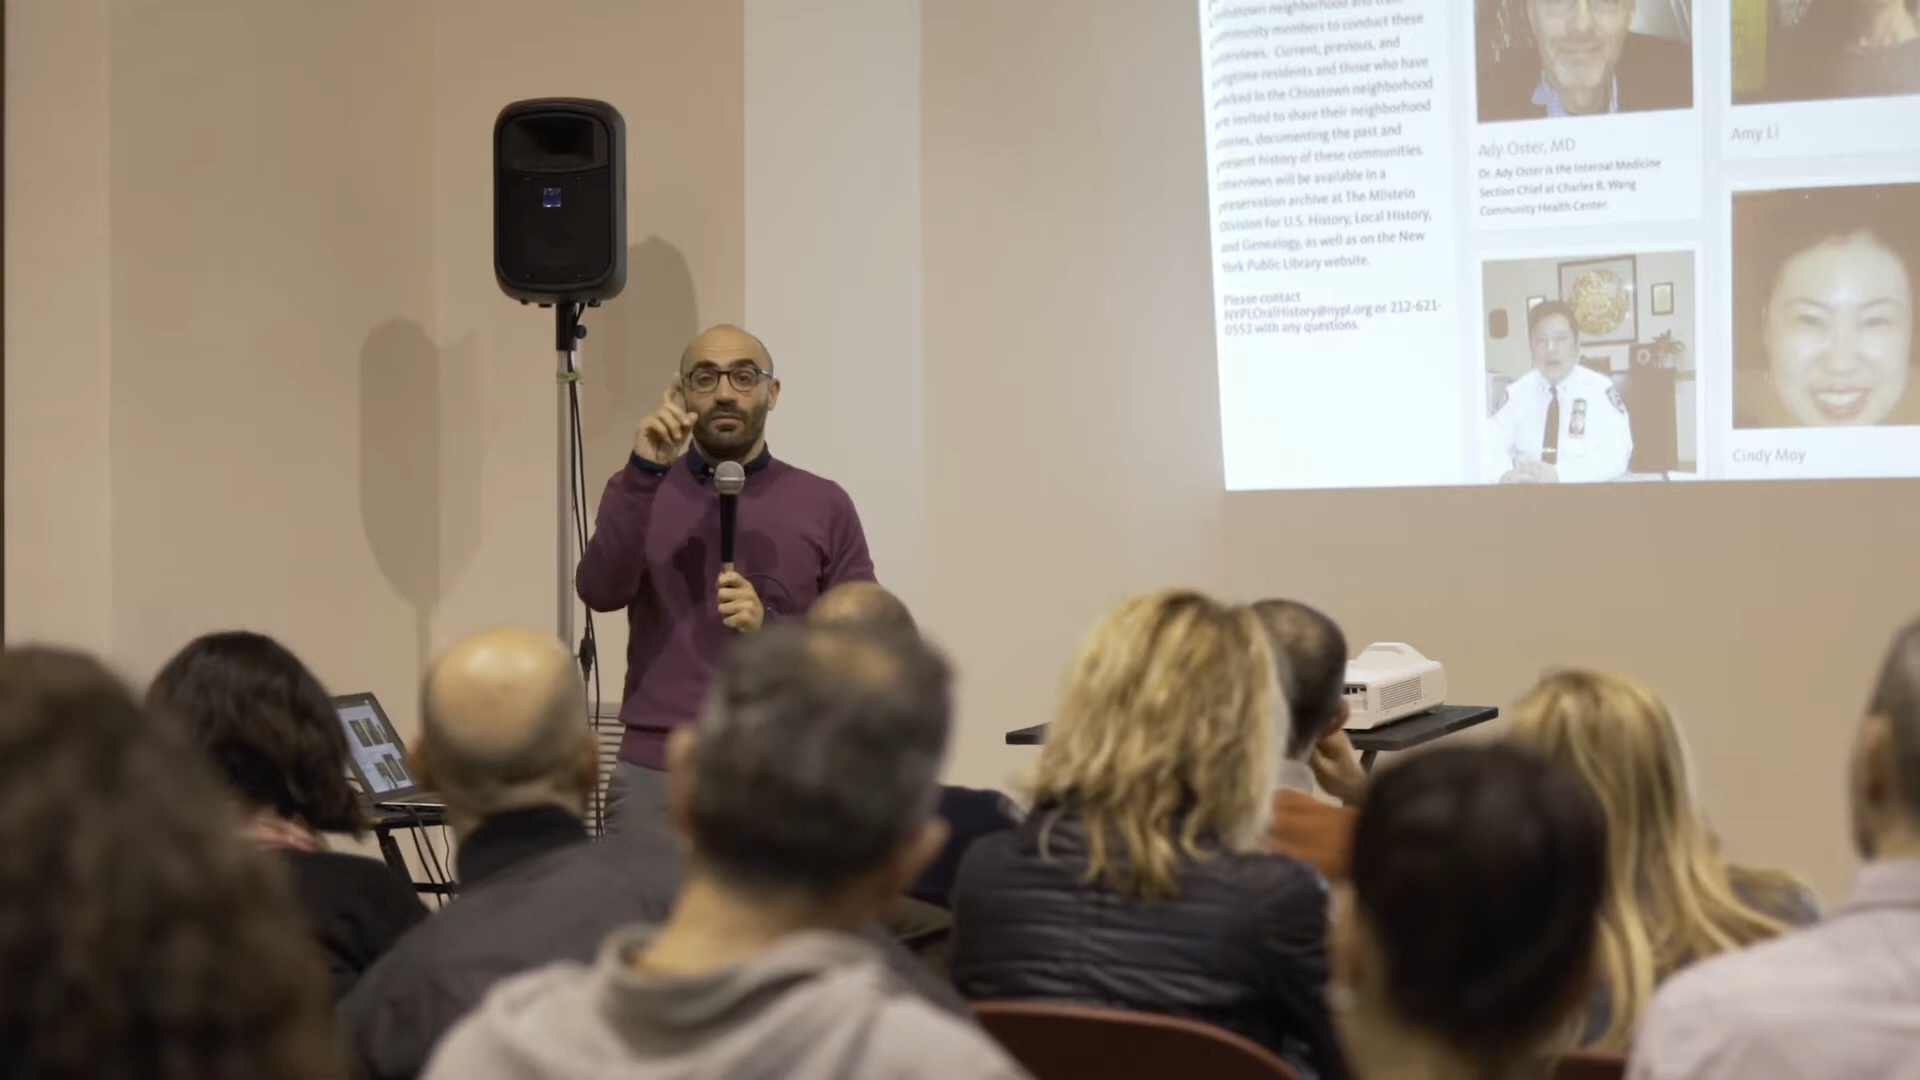 Chinatown neighborhood and train
community members to conduct these
interviews. Current, previous, and
longtime residents and those who have
worked in the Chinatown neighborhood
are invited to share their neighborhood
stories, documenting the past and
present history of these communities.
Interviews will be available in a
preservation archive at The Milstein
Division for U.S. History, Local History,
and Genealogy, as well as on the New
York Public Library website.
Please contact
NYPLOralHistory@nypl.org or 212-621-
0552 with any questions.
Ady Oster, MD
Dr. Ady Oster is the Internal Medicine
Section Chief at Charles B. Wang
Community Health Center.
Amy Li
Cindy Moy